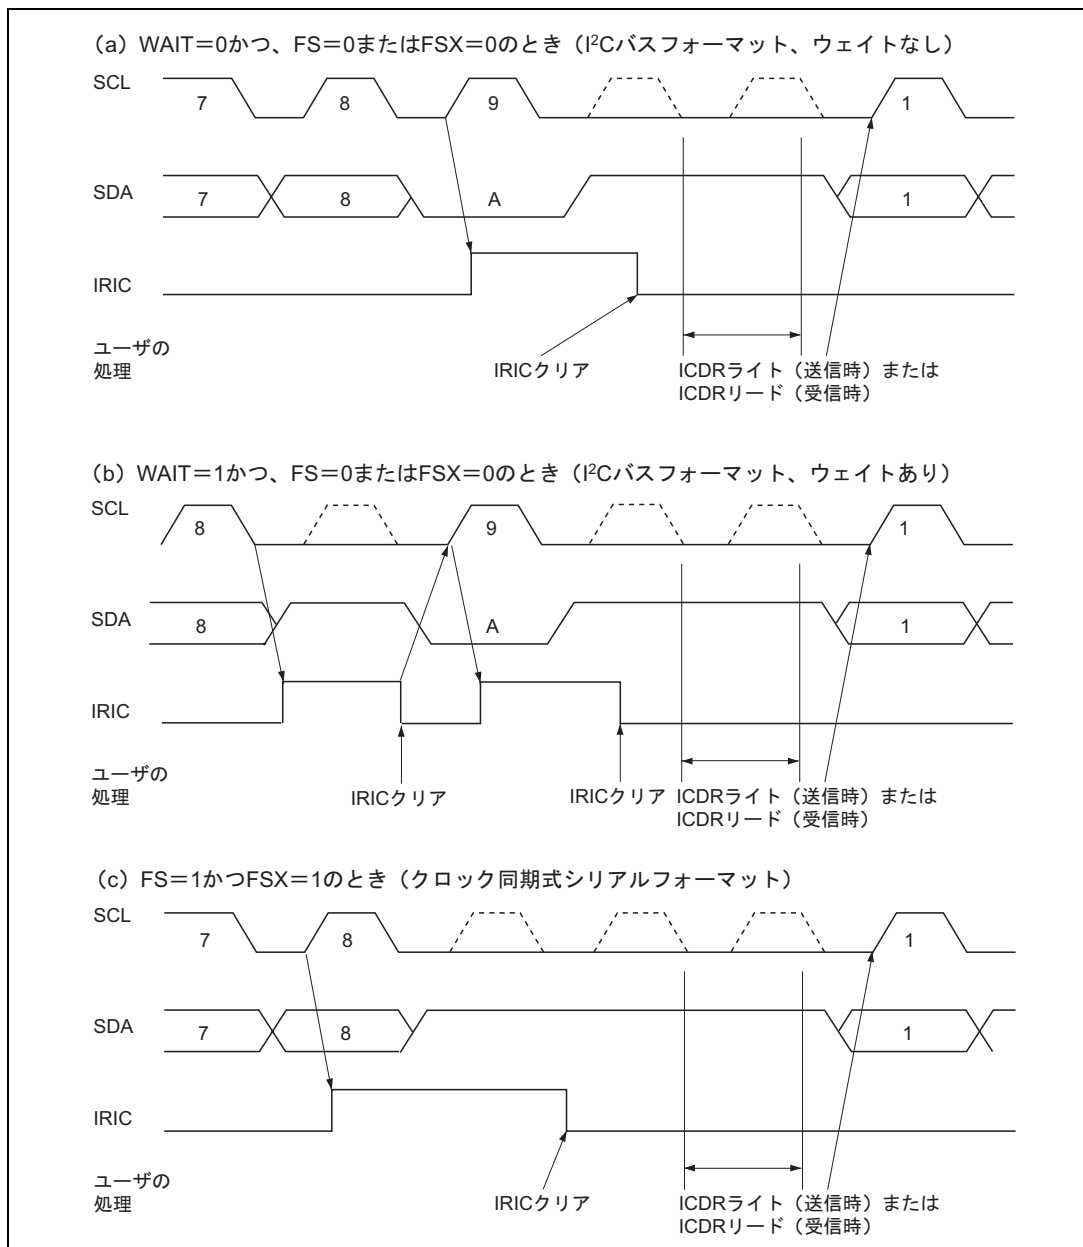 (a) WAIT=0かつ、FS=0またはFSX=0のとき（I²Cバスフォーマット、ウェイトなし）
SCL
7
8
9
1
SDA
7
8
A
1
IRIC
ユーザの
処理
IRICクリア
ICDRライト（送信時）または
ICDRリード（受信時）
(b) WAIT=1かつ、FS=0またはFSX=0のとき（I²Cバスフォーマット、ウェイトあり）
SCL
8
9
1
SDA
8
A
1
IRIC
ユーザの
処理
IRICクリア
IRICクリア
ICDRライト（送信時）または
ICDRリード（受信時）
(c) FS=1かつFSX=1のとき（クロック同期式シリアルフォーマット）
SCL
7
8
1
SDA
7
8
1
IRIC
ユーザの
処理
IRICクリア
ICDRライト（送信時）または
ICDRリード（受信時）